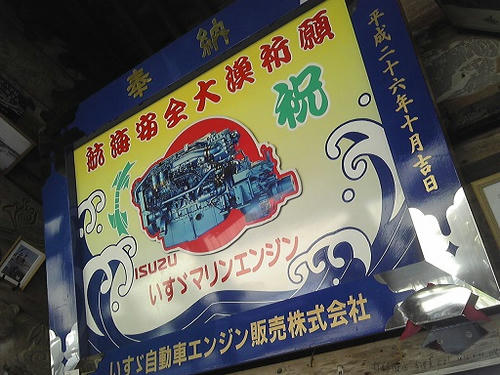 奉納
航海安全大漁祈願
祝
平成二十六年十月吉日
ISUZU
いすゞマリンエンジン
いすゞ自動車エンジン販売株式会社